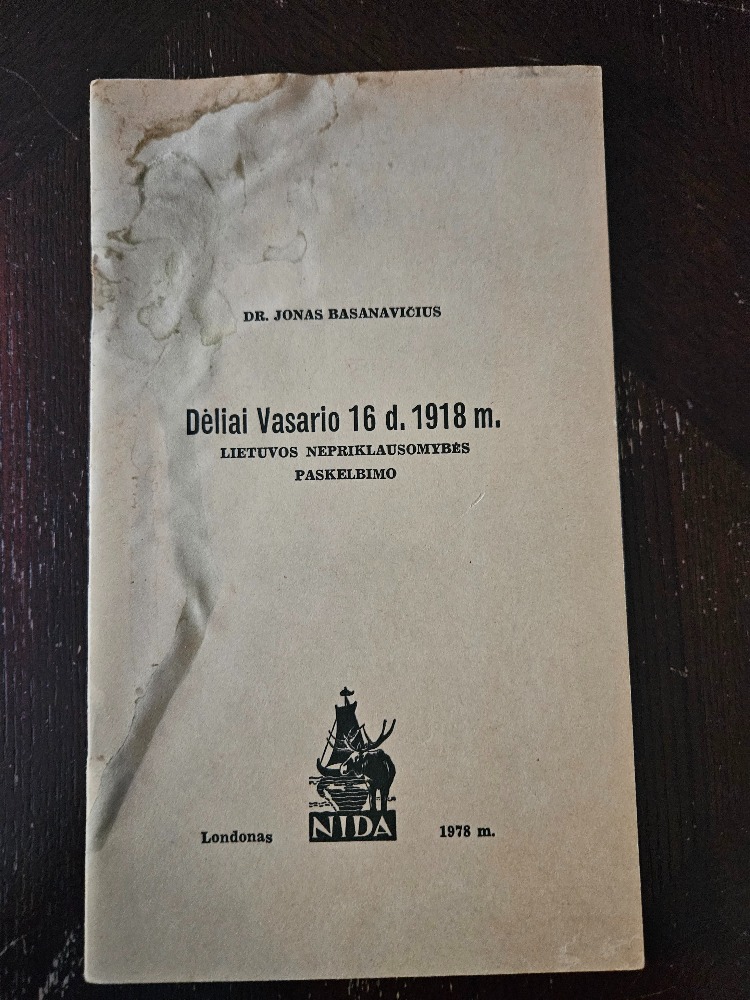 DR. JONAS BASANAVIČIUS
Dėliai Vasario 16 d. 1918 m.
LIETUVOS NEPRIKLAUSOMYBĖS
PASKELBIMO
NIDA
Londonas 1978 m.